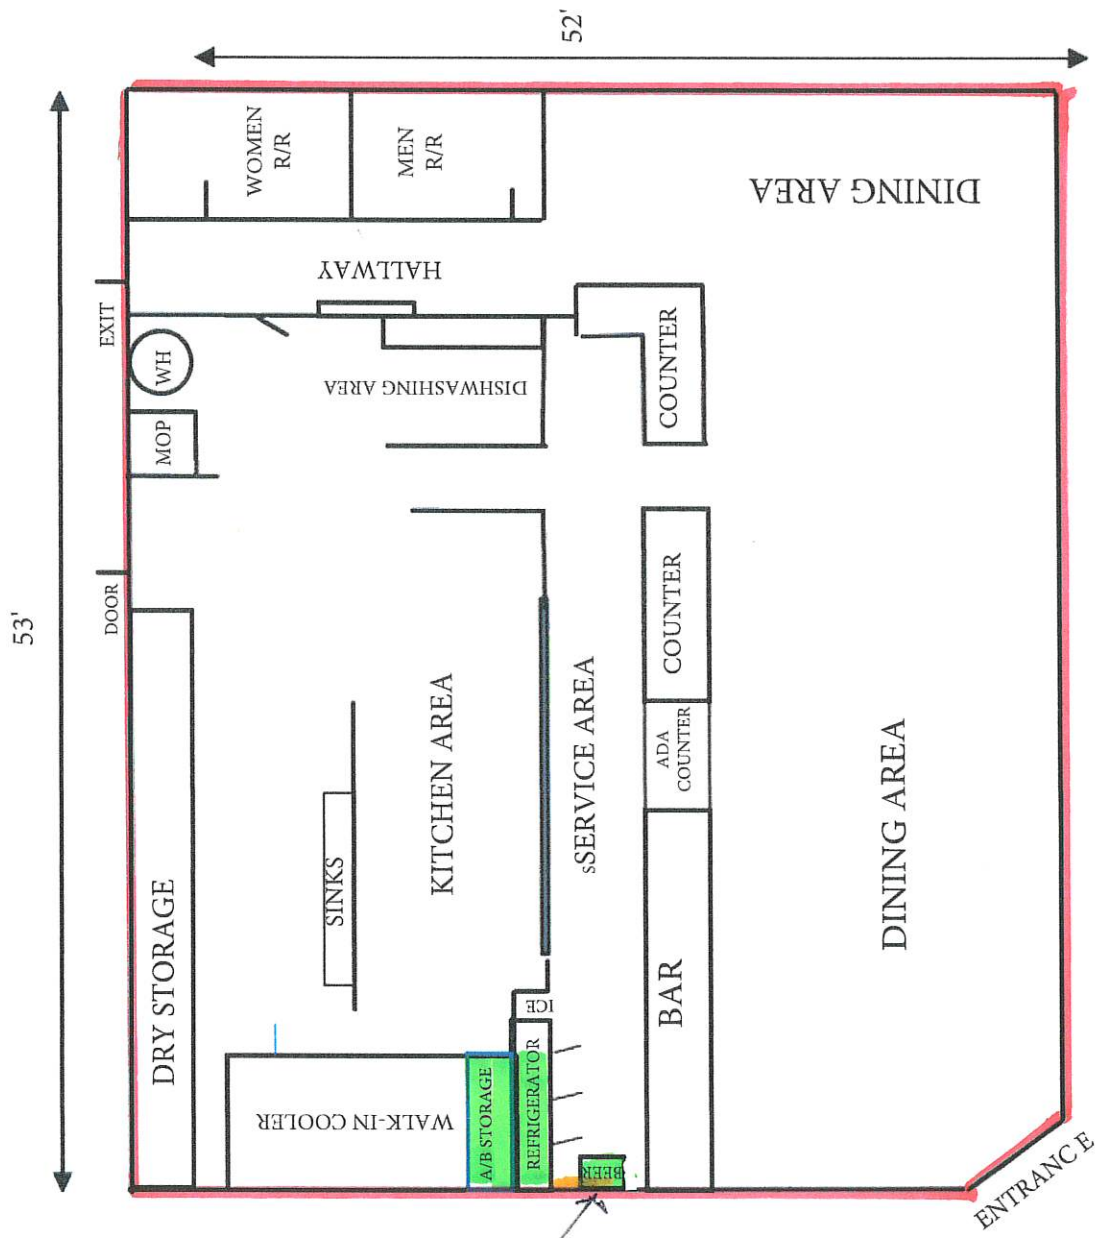 52'
53'
WOMEN
R/R
MEN
R/R
DINING AREA
HALLWAY
EXIT
WH
MOP
DISHWASHING AREA
COUNTER
DOOR
DRY STORAGE
SINKS
KITCHEN AREA
sSERVICE AREA
COUNTER
ADA
COUNTER
BAR
DINING AREA
ICE
WALK-IN COOLER
A/B STORAGE
REFRIGERATOR
BEER
ENTRANC E